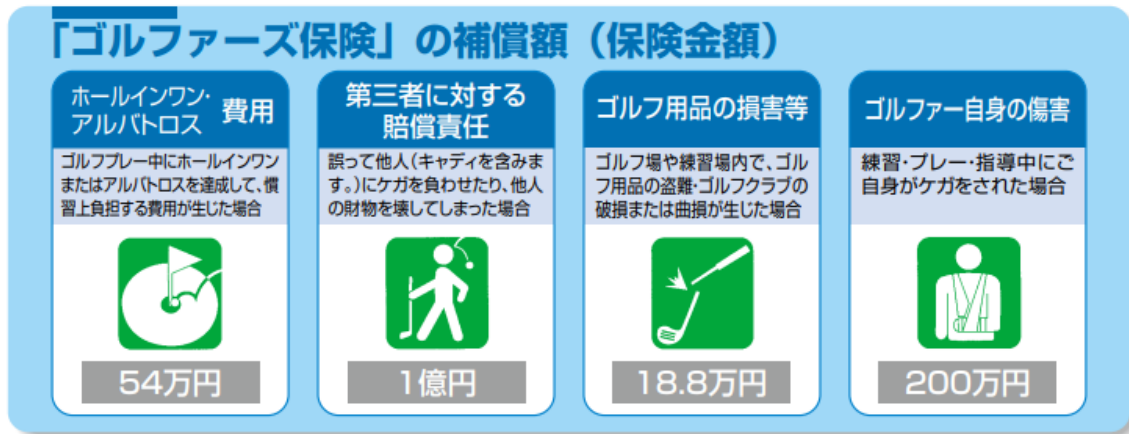 「ゴルファーズ保険」の補償額（保険金額）
ホールインワン・
アルバトロス 費用
ゴルフプレー中にホールインワン
またはアルバトロスを達成して、慣
習上負担する費用が生じた場合
54万円
第三者に対する
賠償責任
誤って他人（キャディを含みま
す。）にケガを負わせたり、他人
の財物を壊してしまった場合
1億円
ゴルフ用品の損害等
ゴルフ場や練習場内で、ゴル
フ用品の盗難・ゴルフクラブの
破損または曲損が生じた場合
18.8万円
ゴルファー自身の傷害
練習・プレー・指導中にご
自身がケガをされた場合
200万円